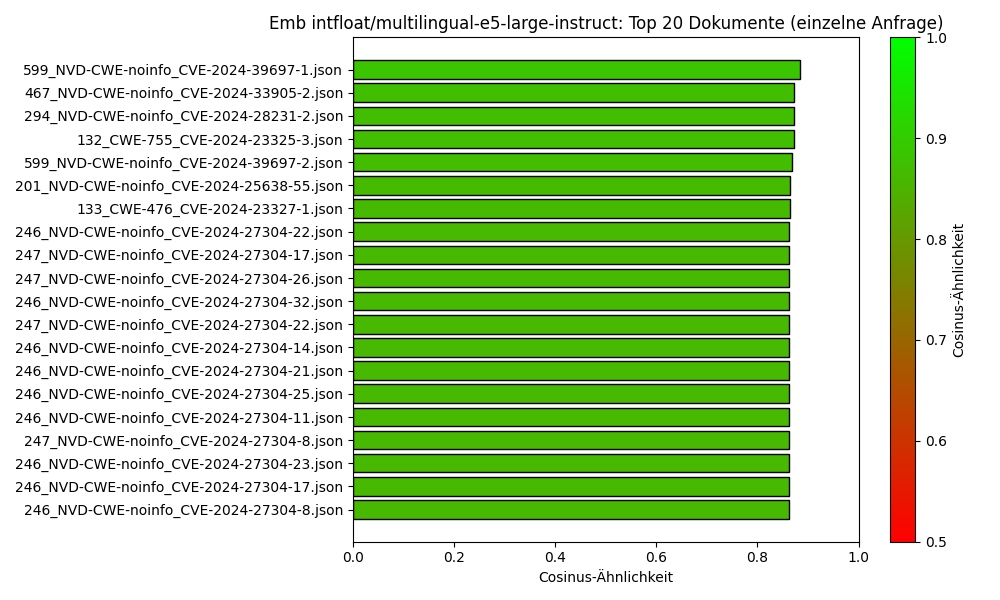 Emb intfloat/multilingual-e5-large-instruct: Top 20 Dokumente (einzelne Anfrage)
599_NVD-CWE-noinfo_CVE-2024-39697-1.json
467_NVD-CWE-noinfo_CVE-2024-33905-2.json
294_NVD-CWE-noinfo_CVE-2024-28231-2.json
132_CWE-755_CVE-2024-23325-3.json
599_NVD-CWE-noinfo_CVE-2024-39697-2.json
201_NVD-CWE-noinfo_CVE-2024-25638-55.json
133_CWE-476_CVE-2024-23327-1.json
246_NVD-CWE-noinfo_CVE-2024-27304-22.json
247_NVD-CWE-noinfo_CVE-2024-27304-17.json
247_NVD-CWE-noinfo_CVE-2024-27304-26.json
246_NVD-CWE-noinfo_CVE-2024-27304-32.json
247_NVD-CWE-noinfo_CVE-2024-27304-22.json
246_NVD-CWE-noinfo_CVE-2024-27304-14.json
246_NVD-CWE-noinfo_CVE-2024-27304-21.json
246_NVD-CWE-noinfo_CVE-2024-27304-25.json
246_NVD-CWE-noinfo_CVE-2024-27304-11.json
247_NVD-CWE-noinfo_CVE-2024-27304-8.json
246_NVD-CWE-noinfo_CVE-2024-27304-23.json
246_NVD-CWE-noinfo_CVE-2024-27304-17.json
246_NVD-CWE-noinfo_CVE-2024-27304-8.json
0.0 0.2 0.4 0.6 0.8 1.0
Cosinus-Ähnlichkeit
1.0
0.9
0.8
0.7
0.6
0.5
Cosinus-Ähnlichkeit